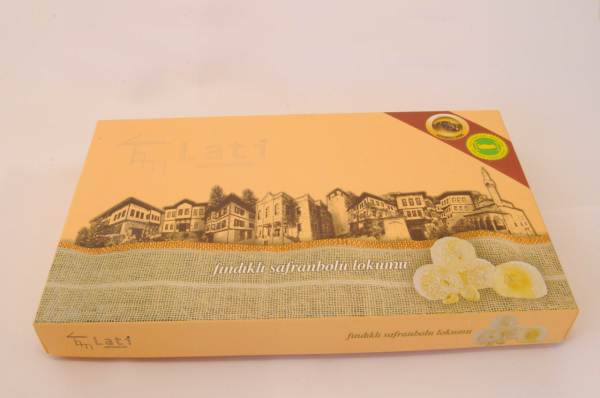 Lati
fındıklı safranbolu lokumu
Lati
fındıklı safranbolu lokumu